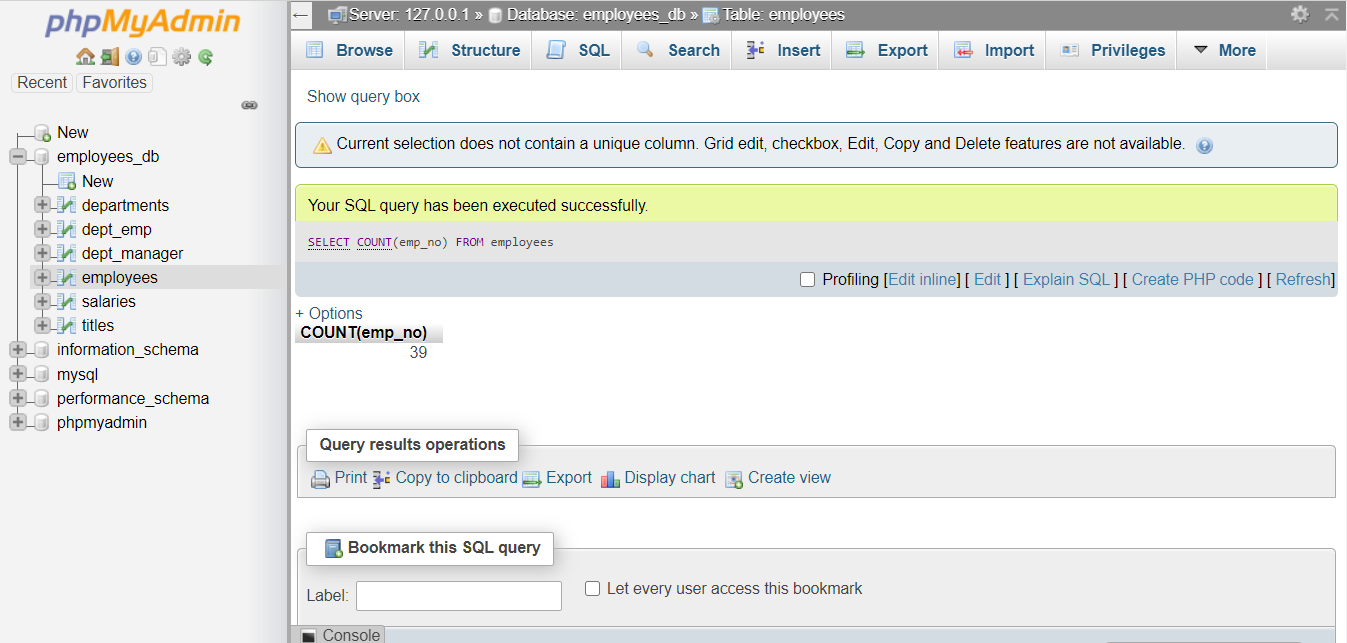 phpMyAdmin
Recent Favorites
New
employees_db
New
departments
dept_emp
dept_manager
employees
salaries
titles
information_schema
mysql
performance_schema
phpmyadmin
← Server: 127.0.0.1 » Database: employees_db » Table: employees
Browse Structure SQL Search Insert Export Import Privileges More
Show query box
Current selection does not contain a unique column. Grid edit, checkbox, Edit, Copy and Delete features are not available.
Your SQL query has been executed successfully.
SELECT COUNT(emp_no) FROM employees
Profiling [Edit inline] [ Edit ] [ Explain SQL ] [ Create PHP code ] [ Refresh]
+ Options
COUNT(emp_no)
39
Query results operations
Print Copy to clipboard Export Display chart Create view
Bookmark this SQL query
Label: Let every user access this bookmark
Console